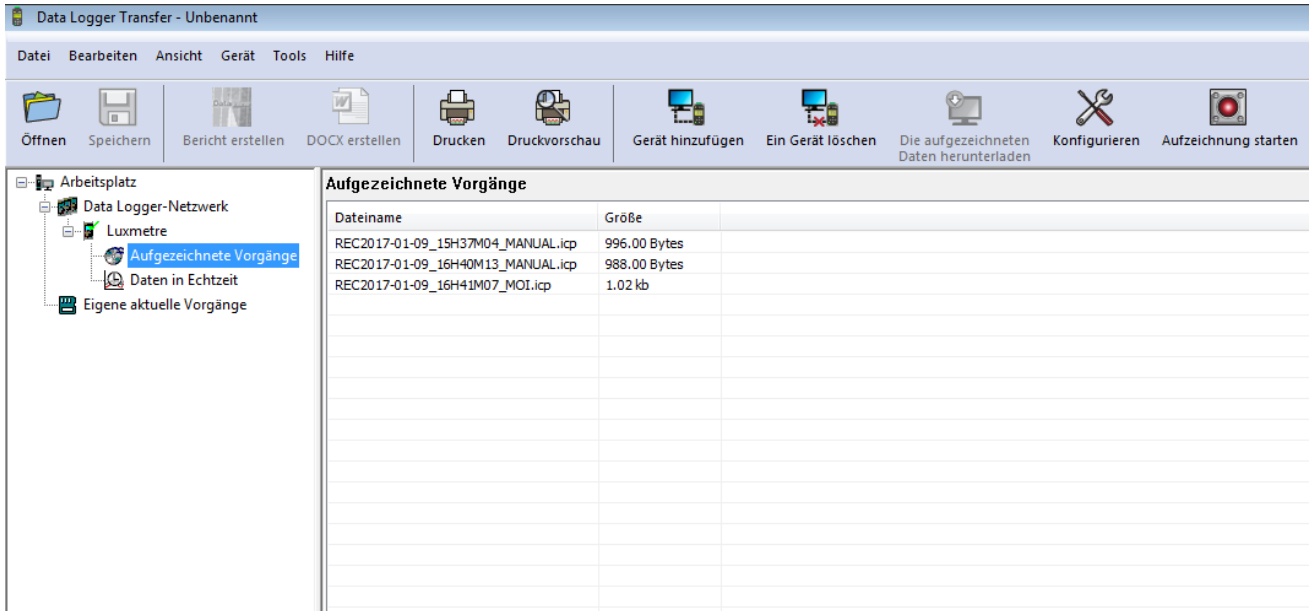 Data Logger Transfer - Unbenannt
Datei Bearbeiten Ansicht Gerät Tools Hilfe
Öffnen Speichern Bericht erstellen DOCX erstellen Drucken Druckvorschau Gerät hinzufügen Ein Gerät löschen Die aufgezeichneten Daten herunterladen Konfigurieren Aufzeichnung starten
Arbeitsplatz
Data Logger-Netzwerk
Luxmetre
Aufgezeichnete Vorgänge
Daten in Echtzeit
Eigene aktuelle Vorgänge
Aufgezeichnete Vorgänge
Dateiname Größe
REC2017-01-09_15H37M04_MANUAL.icp 996.00 Bytes
REC2017-01-09_16H40M13_MANUAL.icp 988.00 Bytes
REC2017-01-09_16H41M07_MOI.icp 1.02 kb